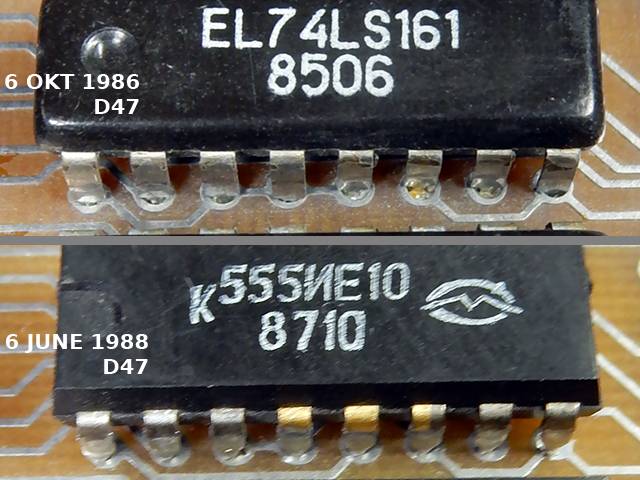 EL74LS161
8506
6 OKT 1986
D47
К555ИЕ10
8710
6 JUNE 1988
D47